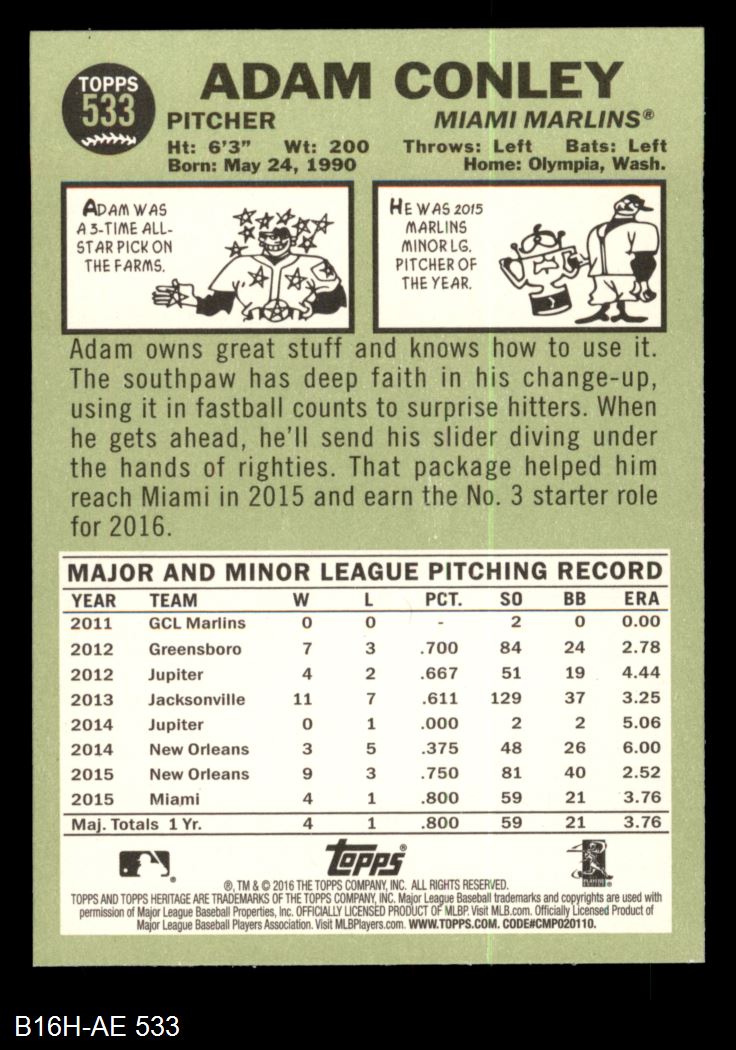 TOPPS
533
ADAM CONLEY
PITCHER MIAMI MARLINS®
Ht: 6'3" Wt: 200 Throws: Left Bats: Left
Born: May 24, 1990 Home: Olympia, Wash.
ADAM WAS
A 3-TIME ALL-
STAR PICK ON
THE FARMS.
HE WAS 2015
MARLINS
MINOR LG.
PITCHER OF
THE YEAR.
Adam owns great stuff and knows how to use it.
The southpaw has deep faith in his change-up,
using it in fastball counts to surprise hitters. When
he gets ahead, he'll send his slider diving under
the hands of righties. That package helped him
reach Miami in 2015 and earn the No. 3 starter role
for 2016.
MAJOR AND MINOR LEAGUE PITCHING RECORD
YEAR TEAM W L PCT. SO BB ERA
2011 GCL Marlins 0 0 - 2 0 0.00
2012 Greensboro 7 3 .700 84 24 2.78
2012 Jupiter 4 2 .667 51 19 4.44
2013 Jacksonville 11 7 .611 129 37 3.25
2014 Jupiter 0 1 .000 2 2 5.06
2014 New Orleans 3 5 .375 48 26 6.00
2015 New Orleans 9 3 .750 81 40 2.52
2015 Miami 4 1 .800 59 21 3.76
Maj. Totals 1 Yr. 4 1 .800 59 21 3.76
Topps®
®, TM & © 2016 THE TOPPS COMPANY, INC. ALL RIGHTS RESERVED.
TOPPS AND TOPPS HERITAGE ARE TRADEMARKS OF THE TOPPS COMPANY, INC. Major League Baseball trademarks and copyrights are used with
permission of Major League Baseball Properties, Inc. OFFICIALLY LICENSED PRODUCT OF MLBP. Visit MLB.com. Officially Licensed Product of
Major League Baseball Players Association. Visit MLBPlayers.com. WWW.TOPPS.COM. CODE#CMP020110.
B16H-AE 533